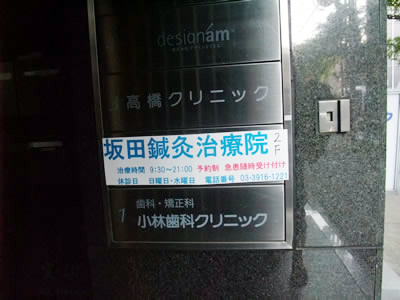 designam
3 高橋クリニック
坂田鍼灸治療院 2F
治療時間 9:30~21:00 予約制 急患随時受け付け
休診日 日曜日・水曜日 電話番号 03-3916-1221
歯科・矯正科
1 小林歯科クリニック